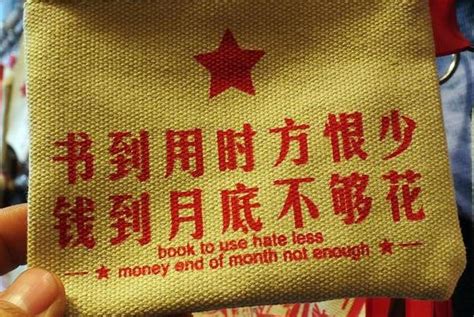 书到用时方恨少
钱到月底不够花
book to use hate less
money end of month not enough